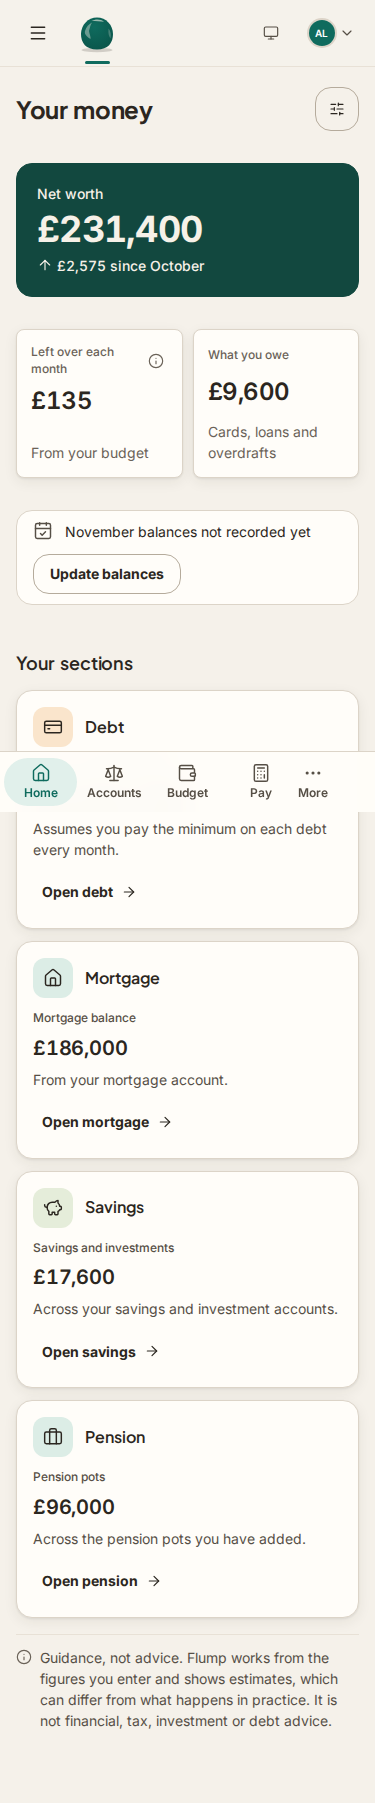 AL
Your money
Net worth
£231,400
↑ £2,575 since October
Left over each
month
£135
From your budget
What you owe
£9,600
Cards, loans and
overdrafts
November balances not recorded yet
Update balances
Your sections
Debt
Home
Accounts
Budget
Pay
More
Assumes you pay the minimum on each debt
every month.
Open debt →
Mortgage
Mortgage balance
£186,000
From your mortgage account.
Open mortgage →
Savings
Savings and investments
£17,600
Across your savings and investment accounts.
Open savings →
Pension
Pension pots
£96,000
Across the pension pots you have added.
Open pension →
Guidance, not advice. Flump works from the
figures you enter and shows estimates, which
can differ from what happens in practice. It is
not financial, tax, investment or debt advice.